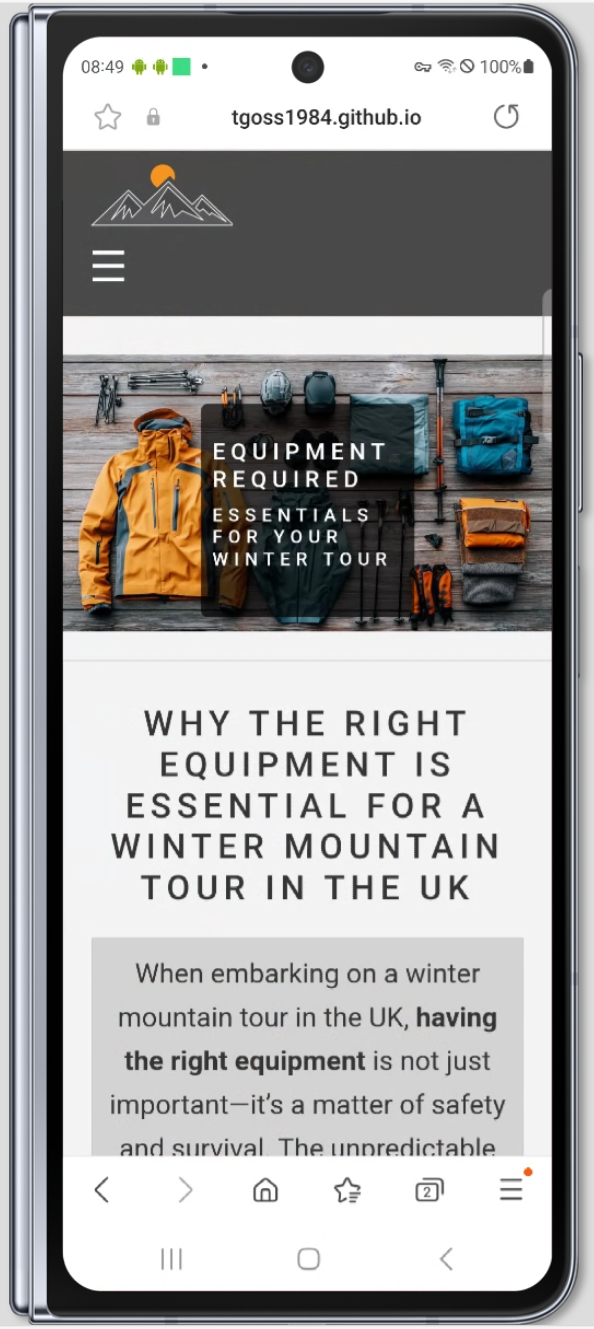 08:49
100%
tgoss1984.github.io
EQUIPMENT
REQUIRED
ESSENTIALS
FOR YOUR
WINTER TOUR
WHY THE RIGHT
EQUIPMENT IS
ESSENTIAL FOR A
WINTER MOUNTAIN
TOUR IN THE UK
When embarking on a winter
mountain tour in the UK, having
the right equipment is not just
important—it's a matter of safety
and survival. The unpredictable
2